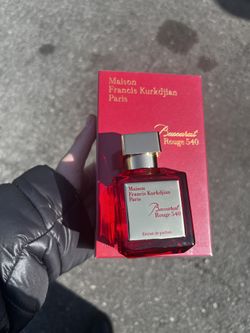 Maison
Francis Kurkdjian
Paris
Baccarat
Rouge 540
Maison
Francis Kurkdjian
Paris
Baccarat
Rouge 540
Extrait de parfum